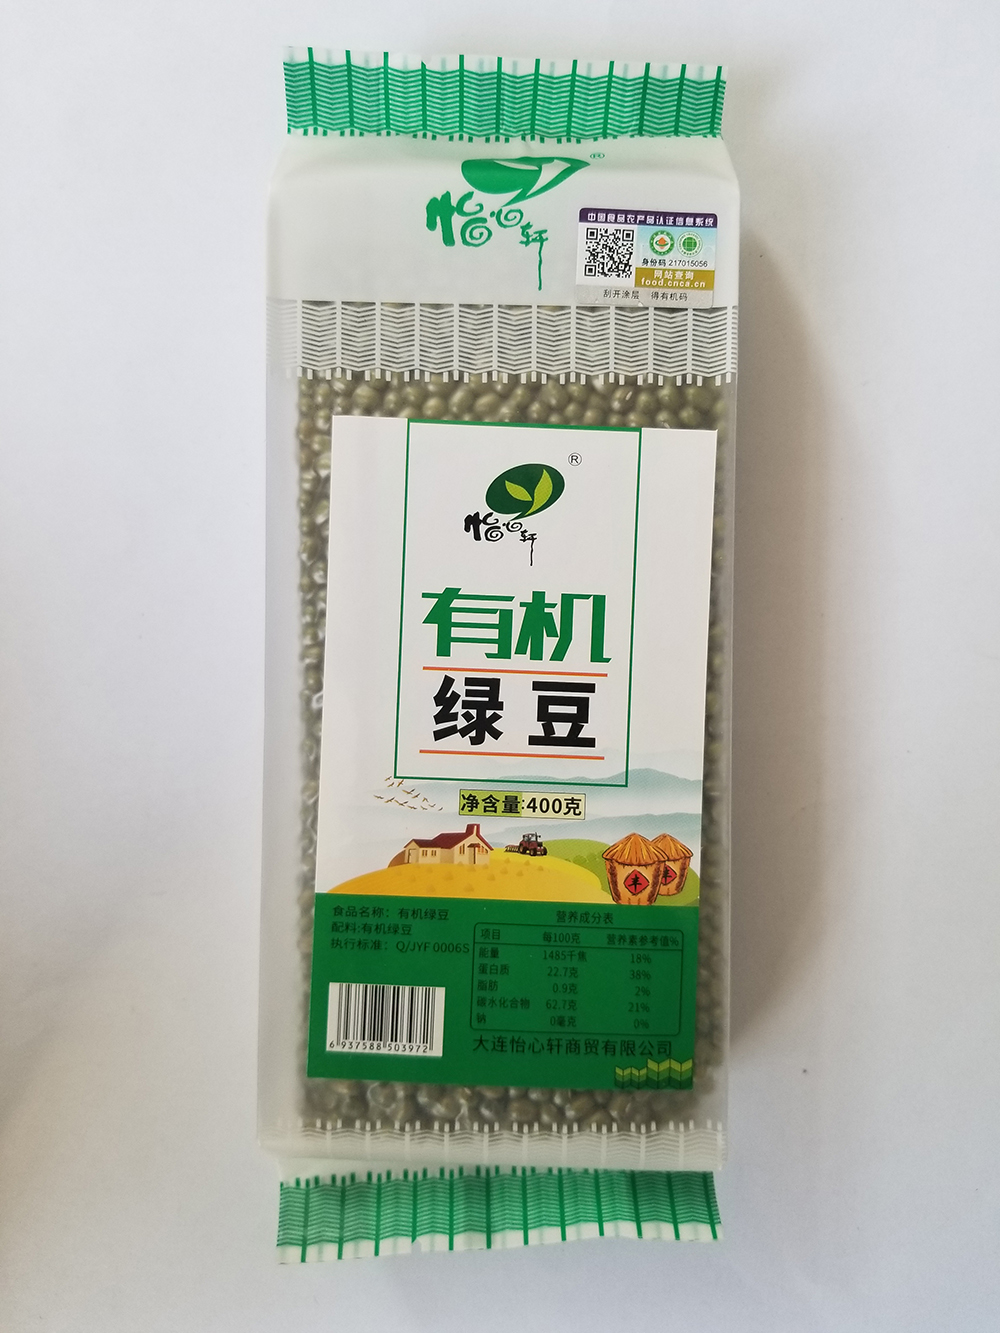 怡心轩
®
中国食品农产品认证信息系统
身份码 217015056
网站查询
food.cnca.cn
刮开涂层 得有机码
®
怡心轩
有机
绿豆
净含量:400克
丰 丰
食品名称：有机绿豆
配料:有机绿豆
执行标准：Q/JYF 0006S
营养成分表
项目 每100克 营养素参考值%
能量 1485千焦 18%
蛋白质 22.7克 38%
脂肪 0.9克 2%
碳水化合物 62.7克 21%
钠 0毫克 0%
6 937588 503972
大连怡心轩商贸有限公司